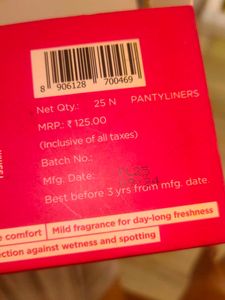 8 906128 700469
Net Qty.: 25 N PANTYLINERS
MRP.: ₹ 125.00
(Inclusive of all taxes)
Batch No.:
Mfg. Date:
Best before 3 yrs from mfg. date.
comfort Mild fragrance for day-long freshness
against wetness and spotting